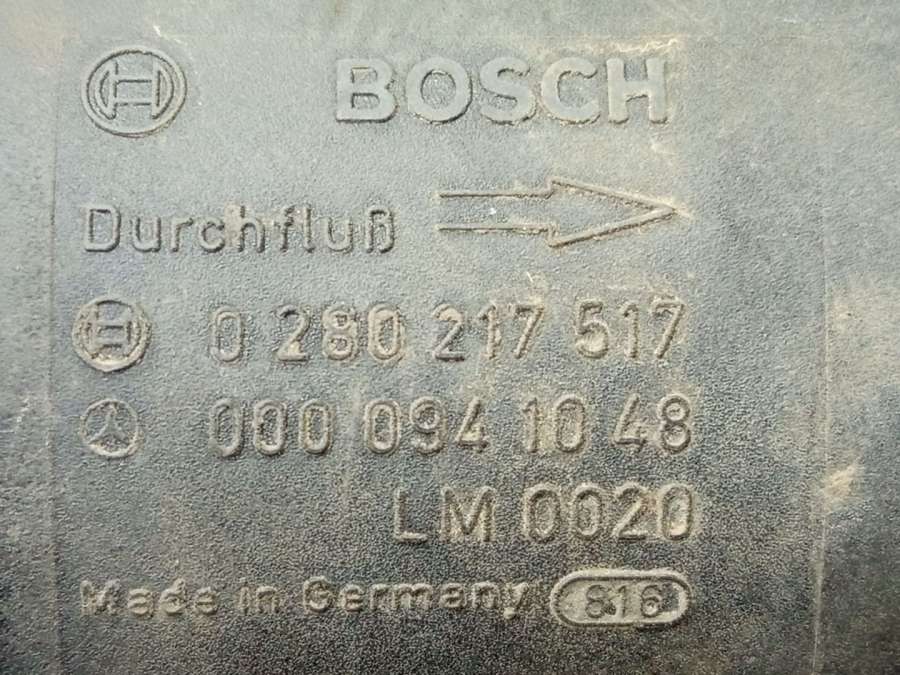 BOSCH
Durchfluß
0 280 217 517
000 094 10 48
LM 0020
Made in Germany 816